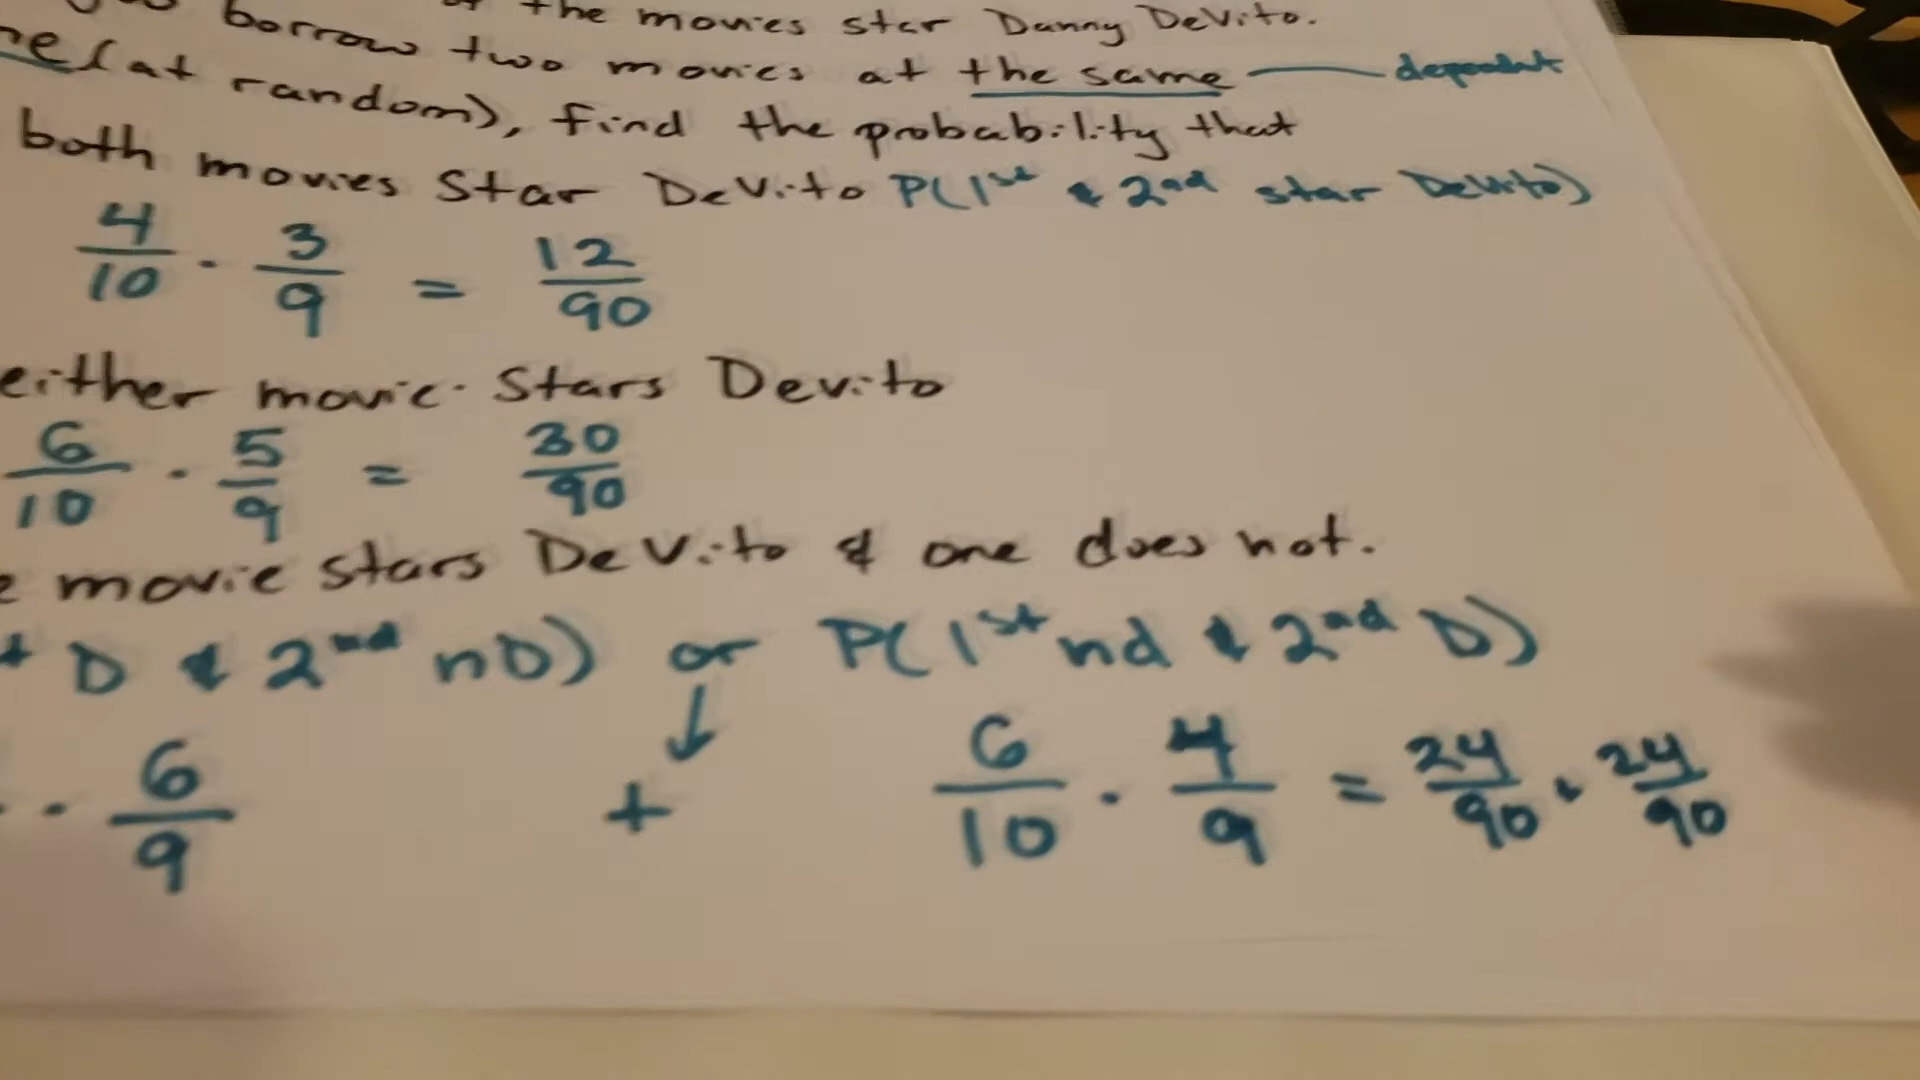 the movies star Danny DeVito.
borrow two movies at the same — dependent
(at random), find the probability that
both movies star DeVito P(1st & 2nd star DeVito)
4/10 · 3/9 = 12/90
either movie stars Devito
6/10 · 5/9 = 30/90
movie stars DeVito & one does not.
D & 2nd nD) or P(1st nd & 2nd D)
↓
· 6/9 + 6/10 · 4/9 = 24/90 + 24/90